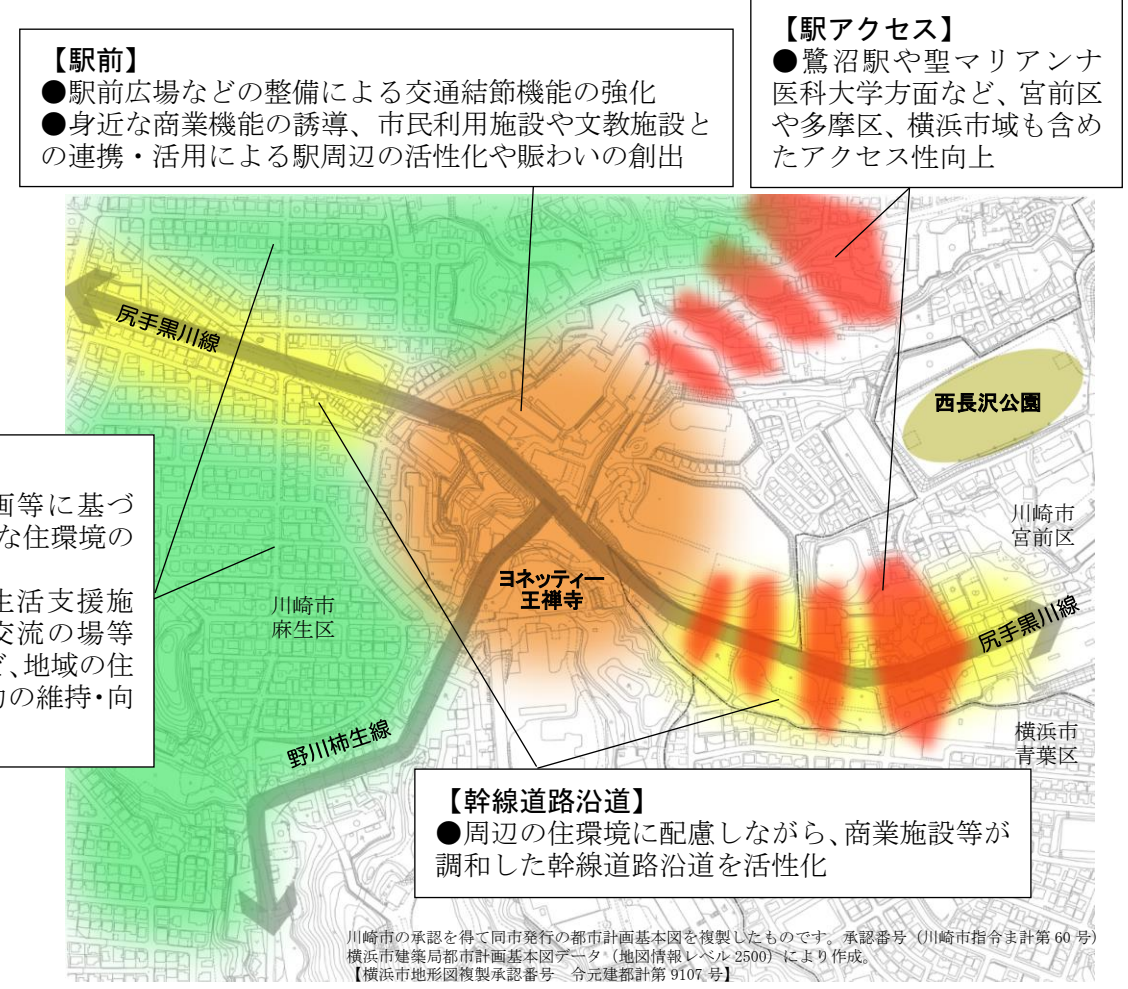 【駅前】
●駅前広場などの整備による交通結節機能の強化
●身近な商業機能の誘導、市民利用施設や文教施設と
の連携・活用による駅周辺の活性化や賑わいの創出
【駅アクセス】
●鷺沼駅や聖マリアンナ
医科大学方面など、宮前区
や多摩区、横浜市域も含め
たアクセス性向上
尻手黒川線
西長沢公園
画等に基づ
な住環境の
生活支援施
交流の場等
ど、地域の住
力の維持・向
川崎市
宮前区
ヨネッティー
王禅寺
川崎市
麻生区
尻手黒川線
野川柿生線
横浜市
青葉区
【幹線道路沿道】
●周辺の住環境に配慮しながら、商業施設等が
調和した幹線道路沿道を活性化
川崎市の承認を得て同市発行の都市計画基本図を複製したものです。承認番号（川崎市指令ま計第 60 号）
横浜市建築局都市計画基本図データ（地図情報レベル 2500）により作成。
【横浜市地形図複製承認番号　令元建都計第 9107 号】